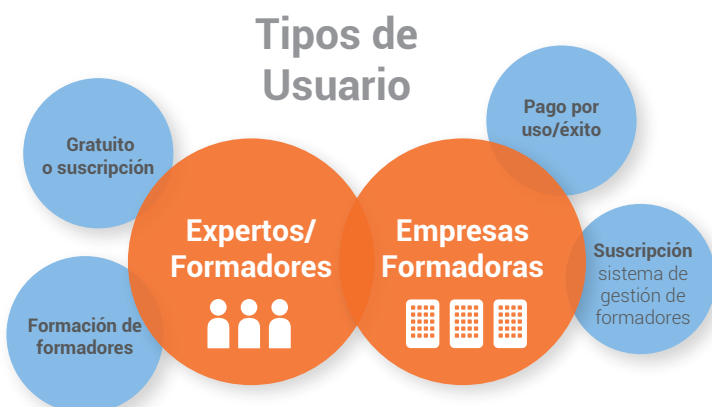 Tipos de
Usuario
Gratuito
o suscripción
Pago por
uso/éxito
Expertos/
Formadores
Empresas
Formadoras
Formación de
formadores
Suscripción
sistema de
gestión de
formadores